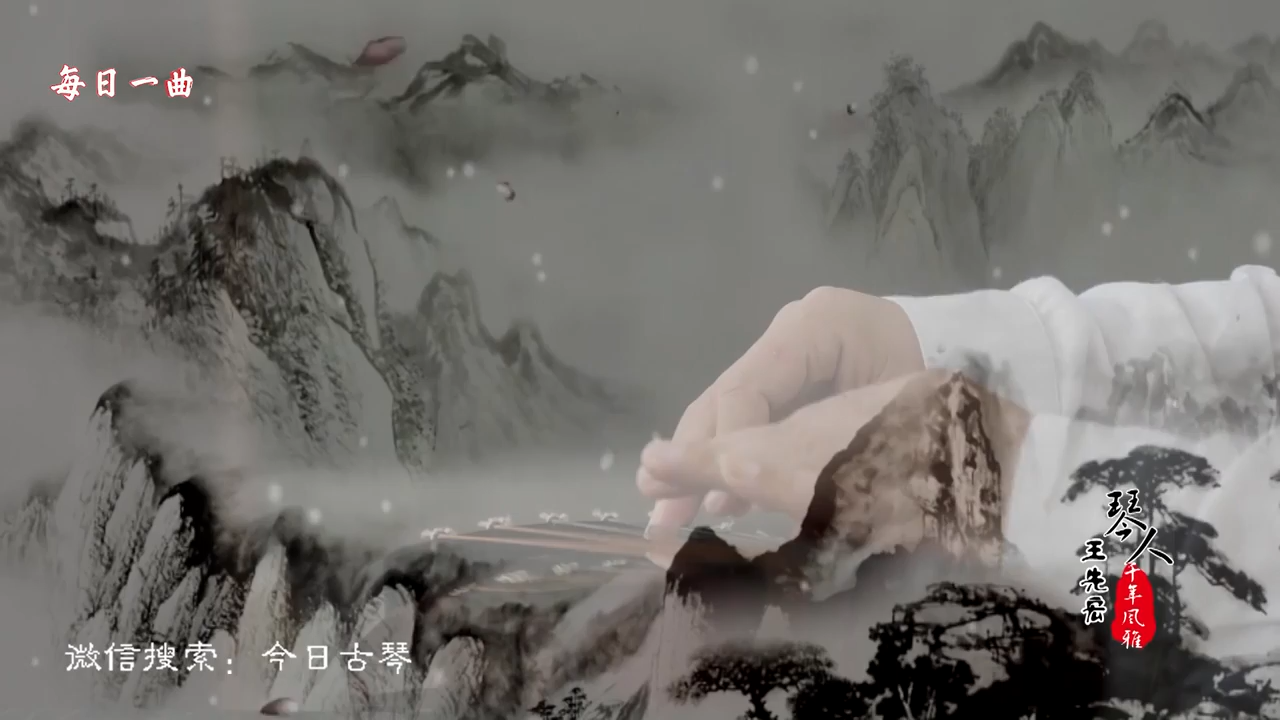 每日一曲
琴人
王先宏
千年风雅
微信搜索：今日古琴